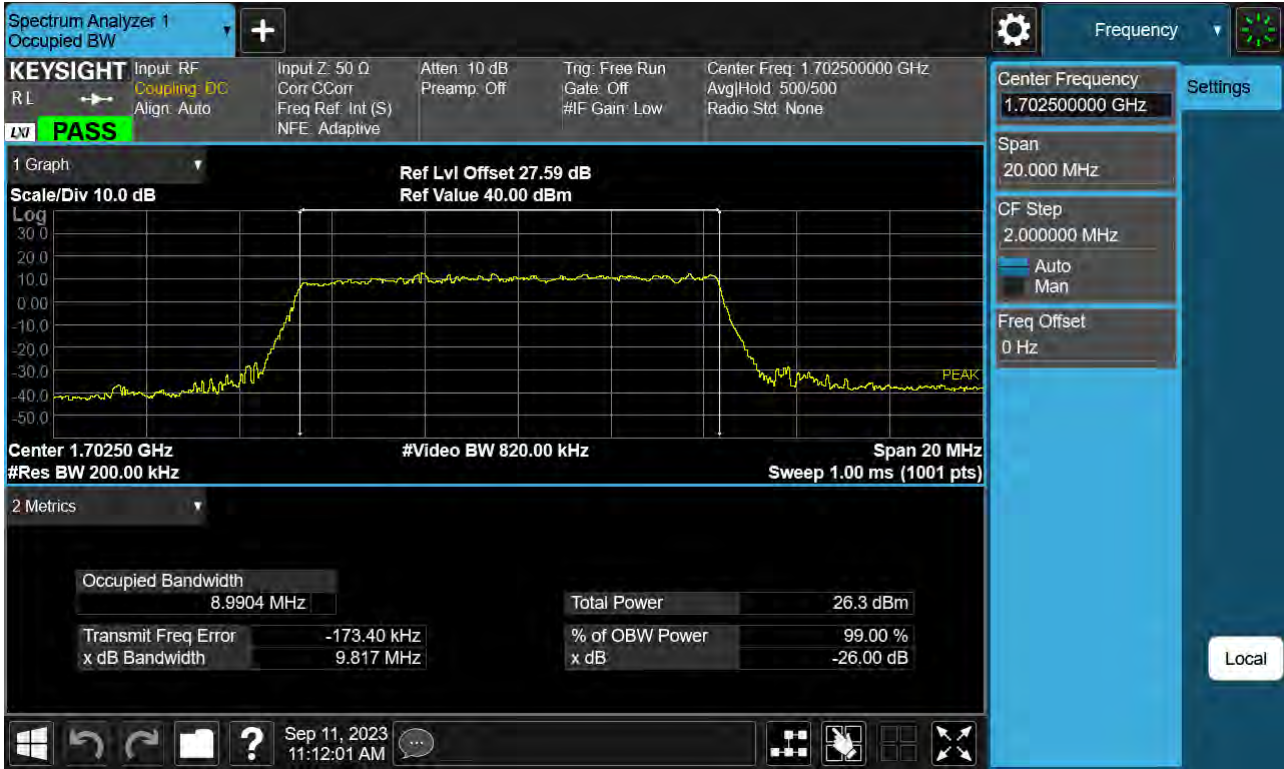 Spectrum Analyzer 1
Occupied BW
Frequency
KEYSIGHT
R L
LXI
PASS
Input: RF
Coupling: DC
Align: Auto
Input Z: 50 Ω
Corr CCorr
Freq Ref: Int (S)
NFE: Adaptive
Atten: 10 dB
Preamp: Off
Trig: Free Run
Gate: Off
#IF Gain: Low
Center Freq: 1.702500000 GHz
Avg|Hold: 500/500
Radio Std: None
Center Frequency
1.702500000 GHz
Settings
Span
20.000 MHz
CF Step
2.000000 MHz
Auto
Man
Freq Offset
0 Hz
Local
1 Graph
Scale/Div 10.0 dB
Ref Lvl Offset 27.59 dB
Ref Value 40.00 dBm
Log
30.0
20.0
10.0
0.00
-10.0
-20.0
-30.0
-40.0
-50.0
PEAK
Center 1.70250 GHz
#Video BW 820.00 kHz
Span 20 MHz
#Res BW 200.00 kHz
Sweep 1.00 ms (1001 pts)
2 Metrics
Occupied Bandwidth
8.9904 MHz
Total Power 26.3 dBm
Transmit Freq Error -173.40 kHz
% of OBW Power 99.00 %
x dB Bandwidth 9.817 MHz
x dB -26.00 dB
?
Sep 11, 2023
11:12:01 AM